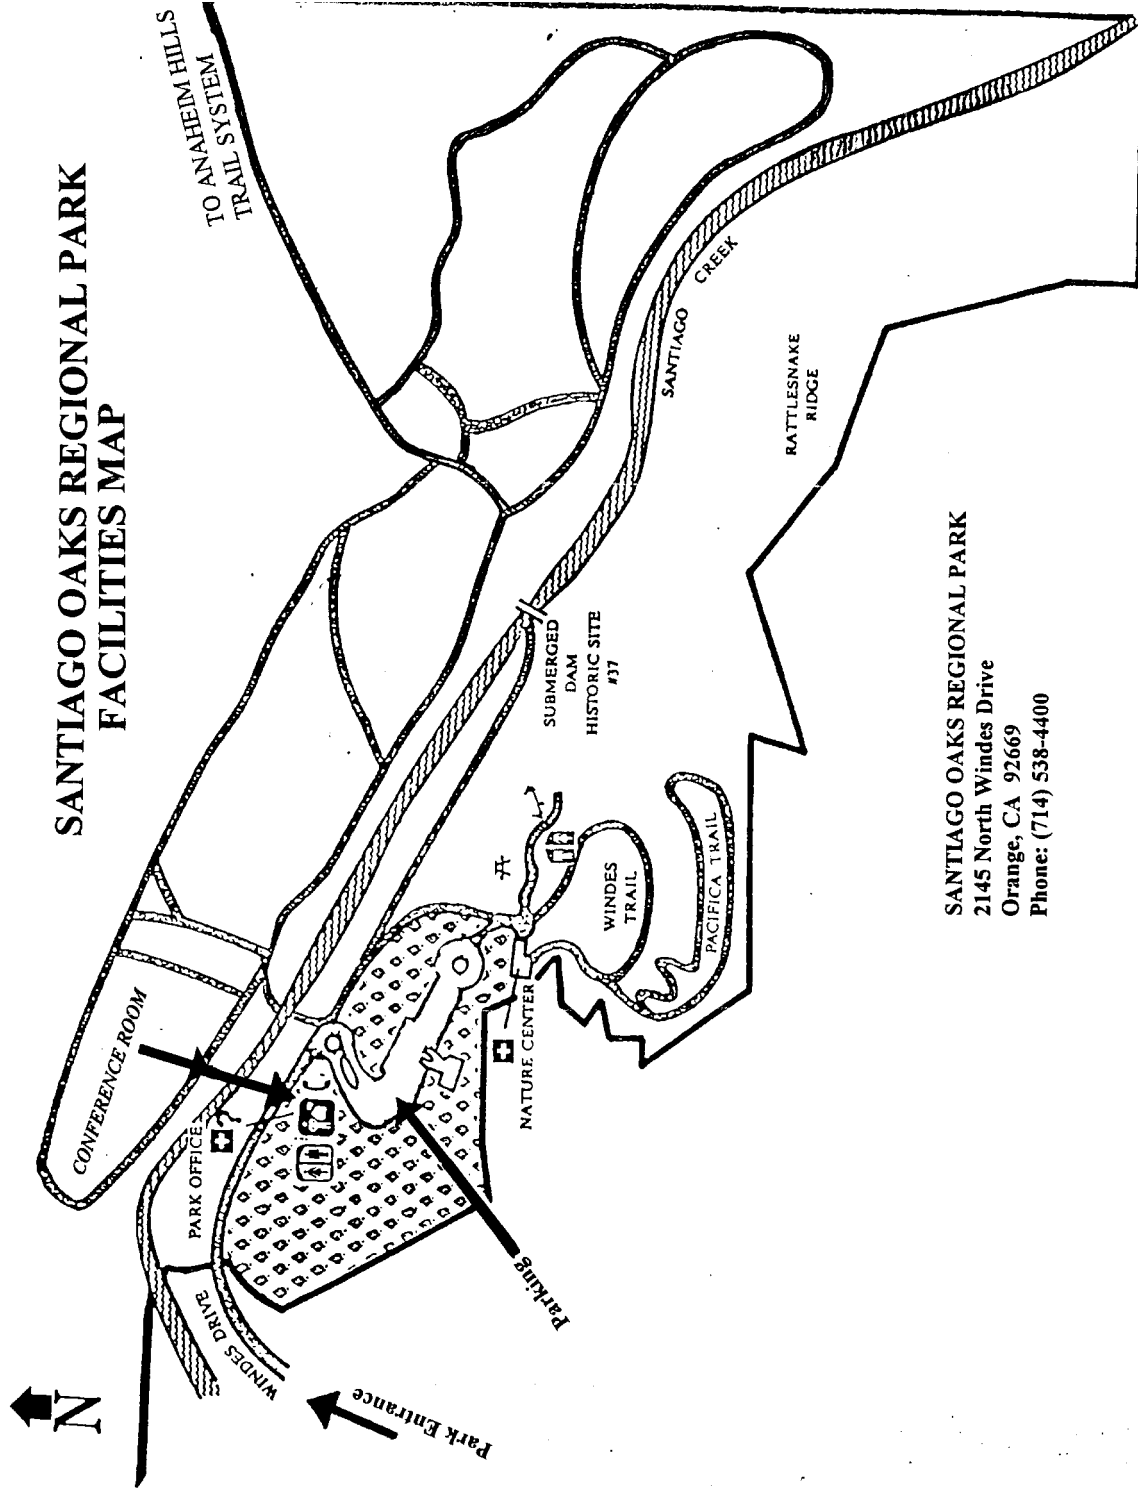 SANTIAGO OAKS REGIONAL PARK
FACILITIES MAP
TO ANAHEIM HILLS
TRAIL SYSTEM
CONFERENCE ROOM
PARK OFFICE
WINDES DRIVE
N
Park Entrance
Parking
NATURE CENTER
WINDES
TRAIL
PACIFICA TRAIL
SUBMERGED
DAM
HISTORIC SITE
#37
SANTIAGO
CREEK
RATTLESNAKE
RIDGE
SANTIAGO OAKS REGIONAL PARK
2145 North Windes Drive
Orange, CA 92669
Phone: (714) 538-4400